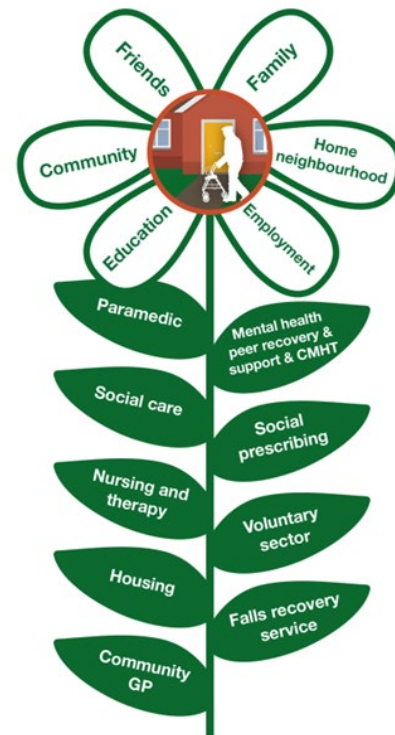 Friends
Family
Community
Home
neighbourhood
Education
Employment
Paramedic
Mental health
peer recovery &
support & CMHT
Social care
Social
prescribing
Nursing and
therapy
Voluntary
sector
Housing
Falls recovery
service
Community
GP